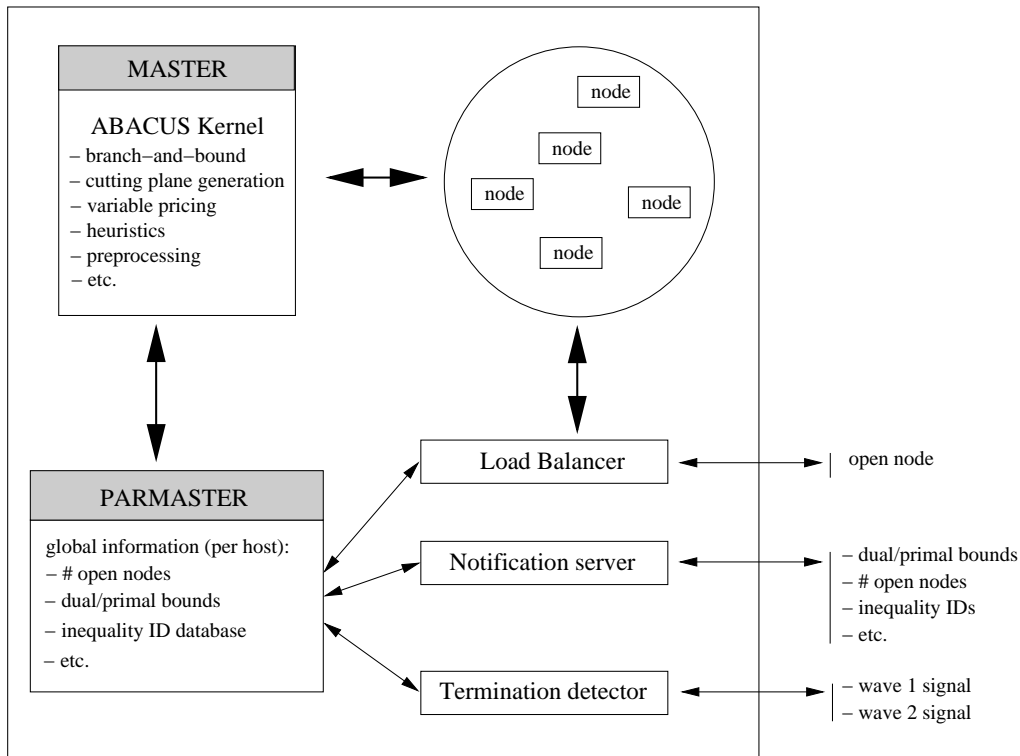 MASTER
ABACUS Kernel
– branch–and–bound
– cutting plane generation
– variable pricing
– heuristics
– preprocessing
– etc.
node
node
node
node
node
PARMASTER
global information (per host):
– # open nodes
– dual/primal bounds
– inequality ID database
– etc.
Load Balancer
open node
Notification server
– dual/primal bounds
– # open nodes
– inequality IDs
– etc.
Termination detector
– wave 1 signal
– wave 2 signal